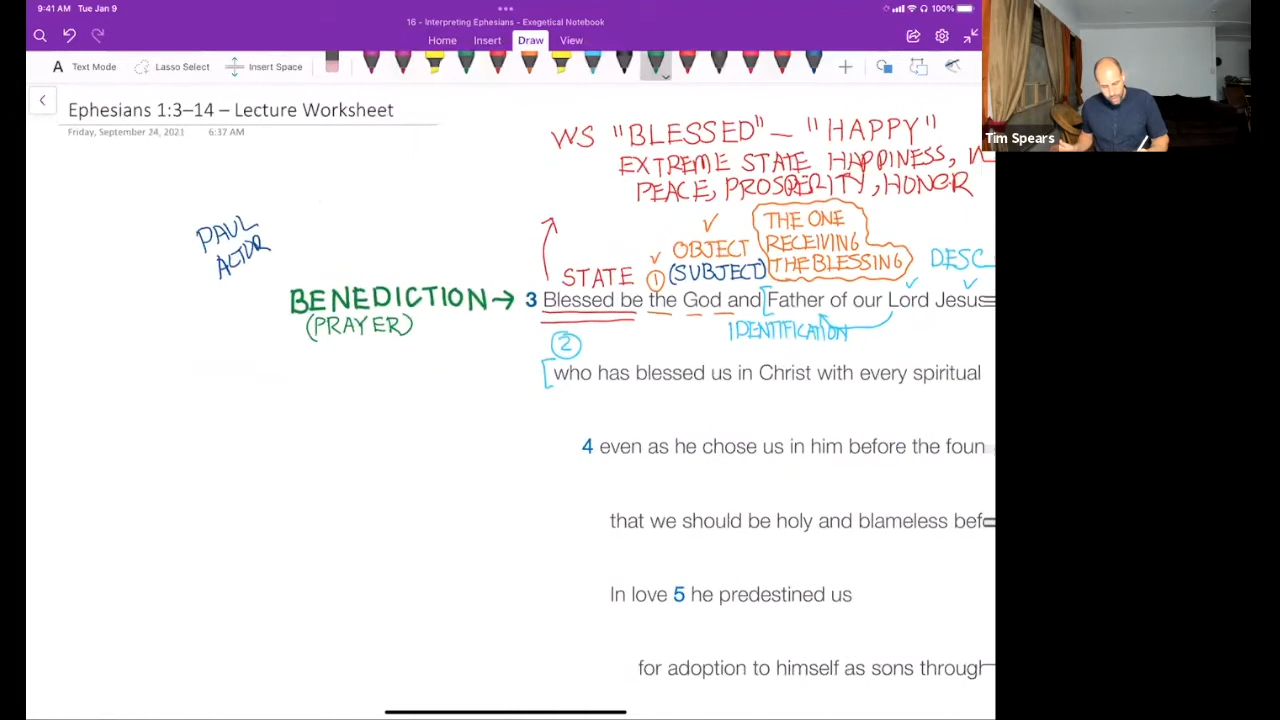 9:41 AM Tue Jan 9
100%
16 - Interpreting Ephesians - Exegetical Notebook
Home Insert Draw View
Text Mode Lasso Select Insert Space
Ephesians 1:3–14 – Lecture Worksheet
Friday, September 24, 2021 6:37 AM
Tim Spears
WS "BLESSED" – "HAPPY"
EXTREME STATE HAPPINESS,
PEACE, PROSPERITY, HONOR
PAUL
ACTOR
THE ONE
RECEIVING
THE BLESSING
OBJECT
(SUBJECT)
STATE
1
DESC
BENEDICTION → 3 Blessed be the God and [Father of our Lord Jesus
(PRAYER)
IDENTIFICATION
2
[who has blessed us in Christ with every spiritual
4 even as he chose us in him before the foun
that we should be holy and blameless bef
In love 5 he predestined us
for adoption to himself as sons throug